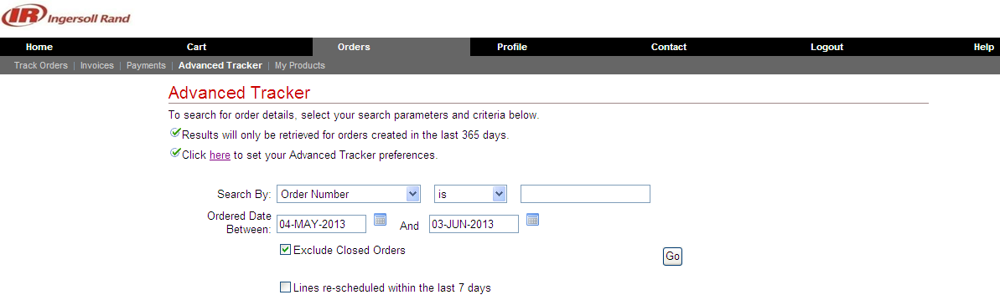 IR Ingersoll Rand
Home Cart Orders Profile Contact Logout Help
Track Orders | Invoices | Payments | Advanced Tracker | My Products
Advanced Tracker
To search for order details, select your search parameters and criteria below.
Results will only be retrieved for orders created in the last 365 days.
Click here to set your Advanced Tracker preferences.
Search By: Order Number is
Ordered Date
Between: 04-MAY-2013 And 03-JUN-2013
Exclude Closed Orders
Go
Lines re-scheduled within the last 7 days